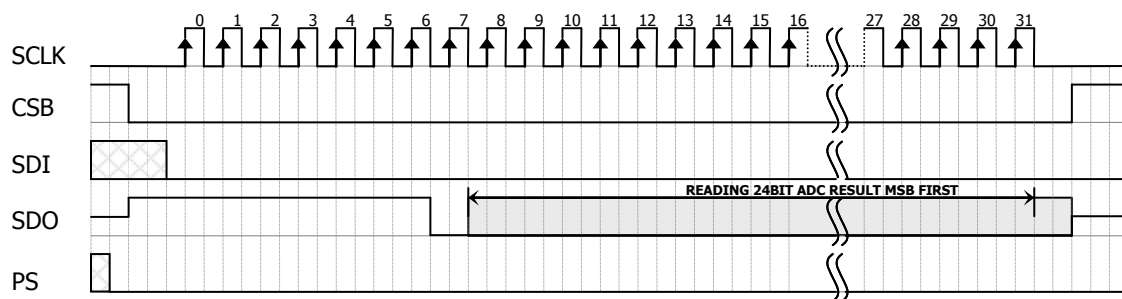 0 1 2 3 4 5 6 7 8 9 10 11 12 13 14 15 16 27 28 29 30 31
SCLK
CSB
SDI
READING 24BIT ADC RESULT MSB FIRST
SDO
PS